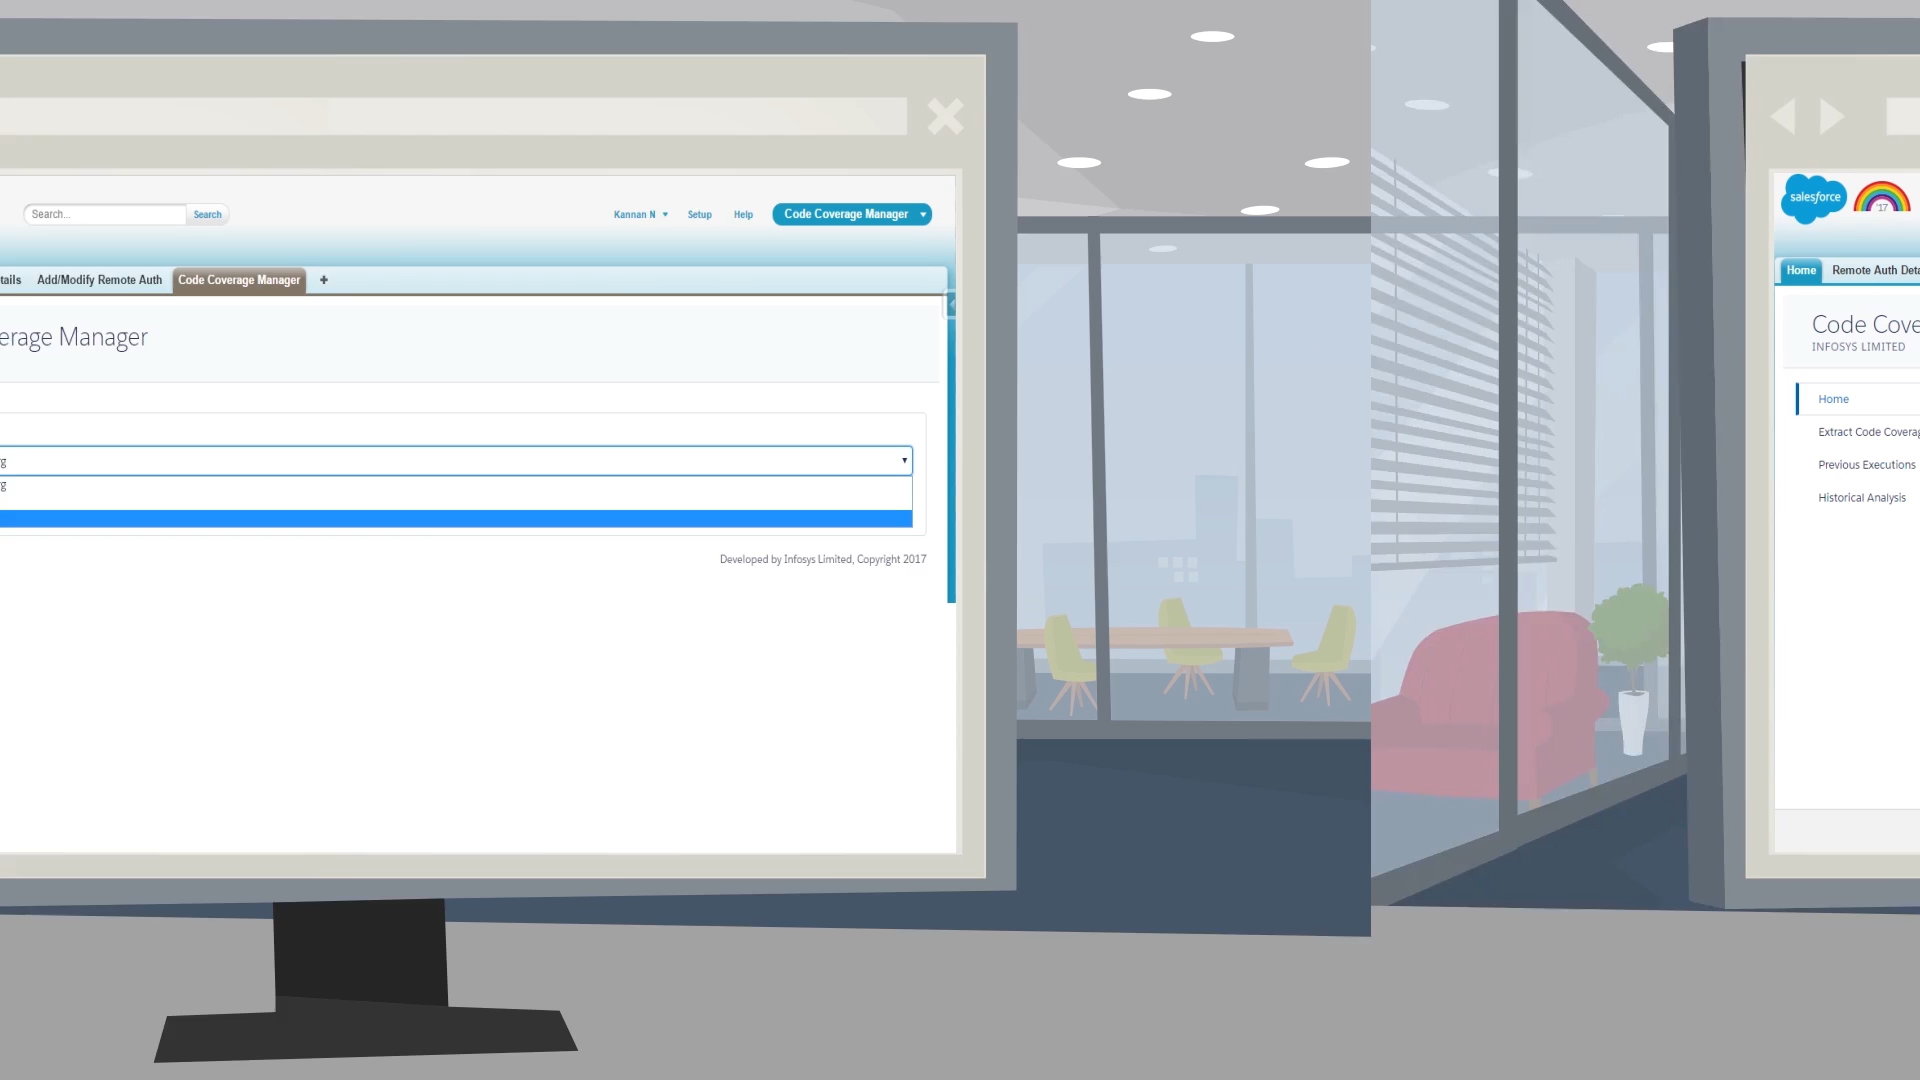 Search...
Search
Kannan N
Setup
Help
Code Coverage Manager
tails
Add/Modify Remote Auth
Code Coverage Manager
+
erage Manager
g
g
Developed by Infosys Limited, Copyright 2017
salesforce
'17
Home
Remote Auth Deta
Code Cove
INFOSYS LIMITED
Home
Extract Code Coverag
Previous Executions
Historical Analysis